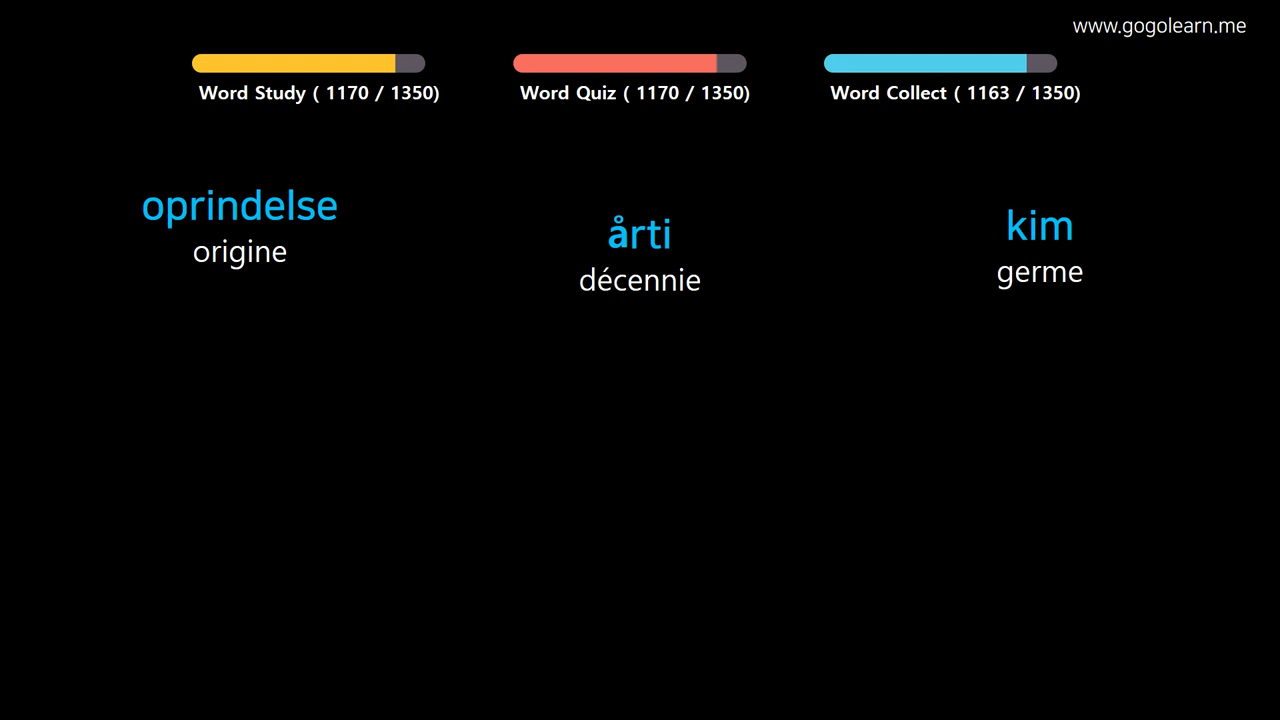 www.gogolearn.me
Word Study ( 1170 / 1350)
Word Quiz ( 1170 / 1350)
Word Collect ( 1163 / 1350)
oprindelse
origine
årti
décennie
kim
germe